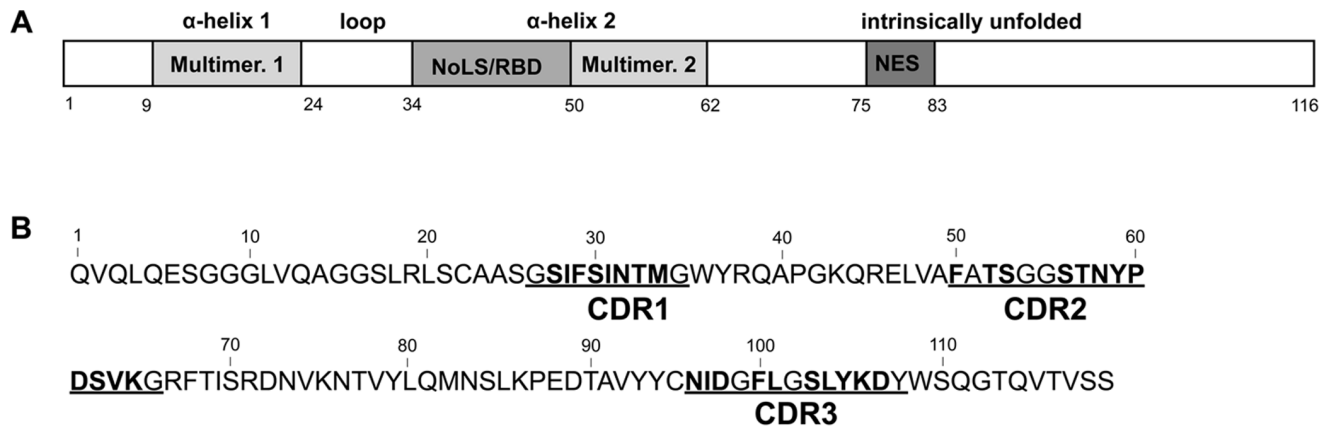 A
α-helix 1 loop α-helix 2 intrinsically unfolded
Multimer. 1 NoLS/RBD Multimer. 2 NES
1 9 24 34 50 62 75 83 116
B
1 10 20 30 40 50 60
QVQLQESGGGLVQAGGSLRLSCAASGSIFSINTMGWYRQAPGKQRELVAFATSGGSTNYP
CDR1 CDR2
70 80 90 100 110
DSVKGRFTISRDNVKNTVYLQMNSLKPEDTAVYYCNIDGFLGSLYKDYWSQGTQVTVSS
CDR3